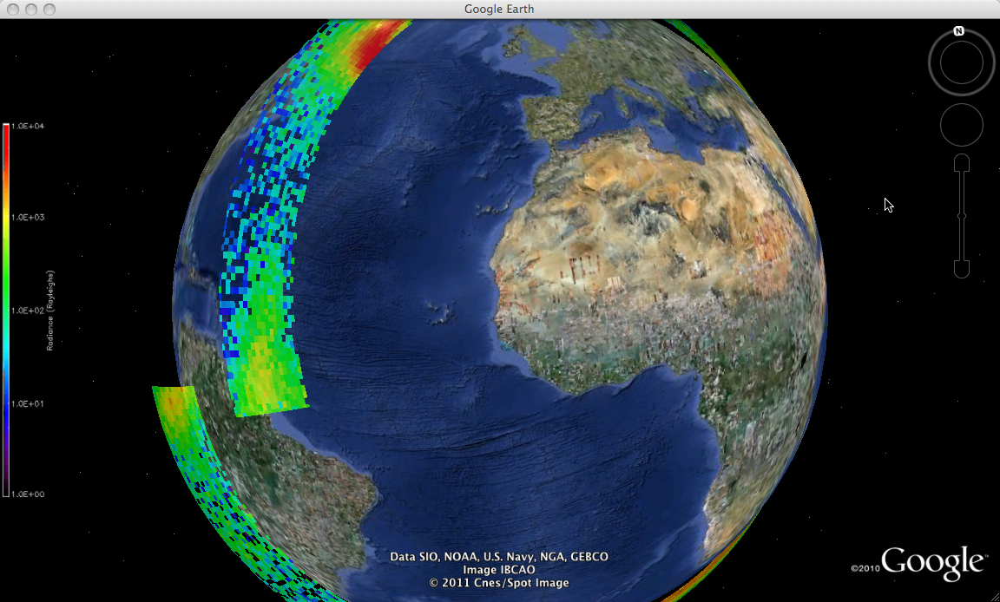 Google Earth
N
1.0E+04
1.0E+03
1.0E+02
1.0E+01
1.0E+00
Radiance (Rayleighs)
Data SIO, NOAA, U.S. Navy, NGA, GEBCO
Image IBCAO
© 2011 Cnes/Spot Image
©2010 Google™